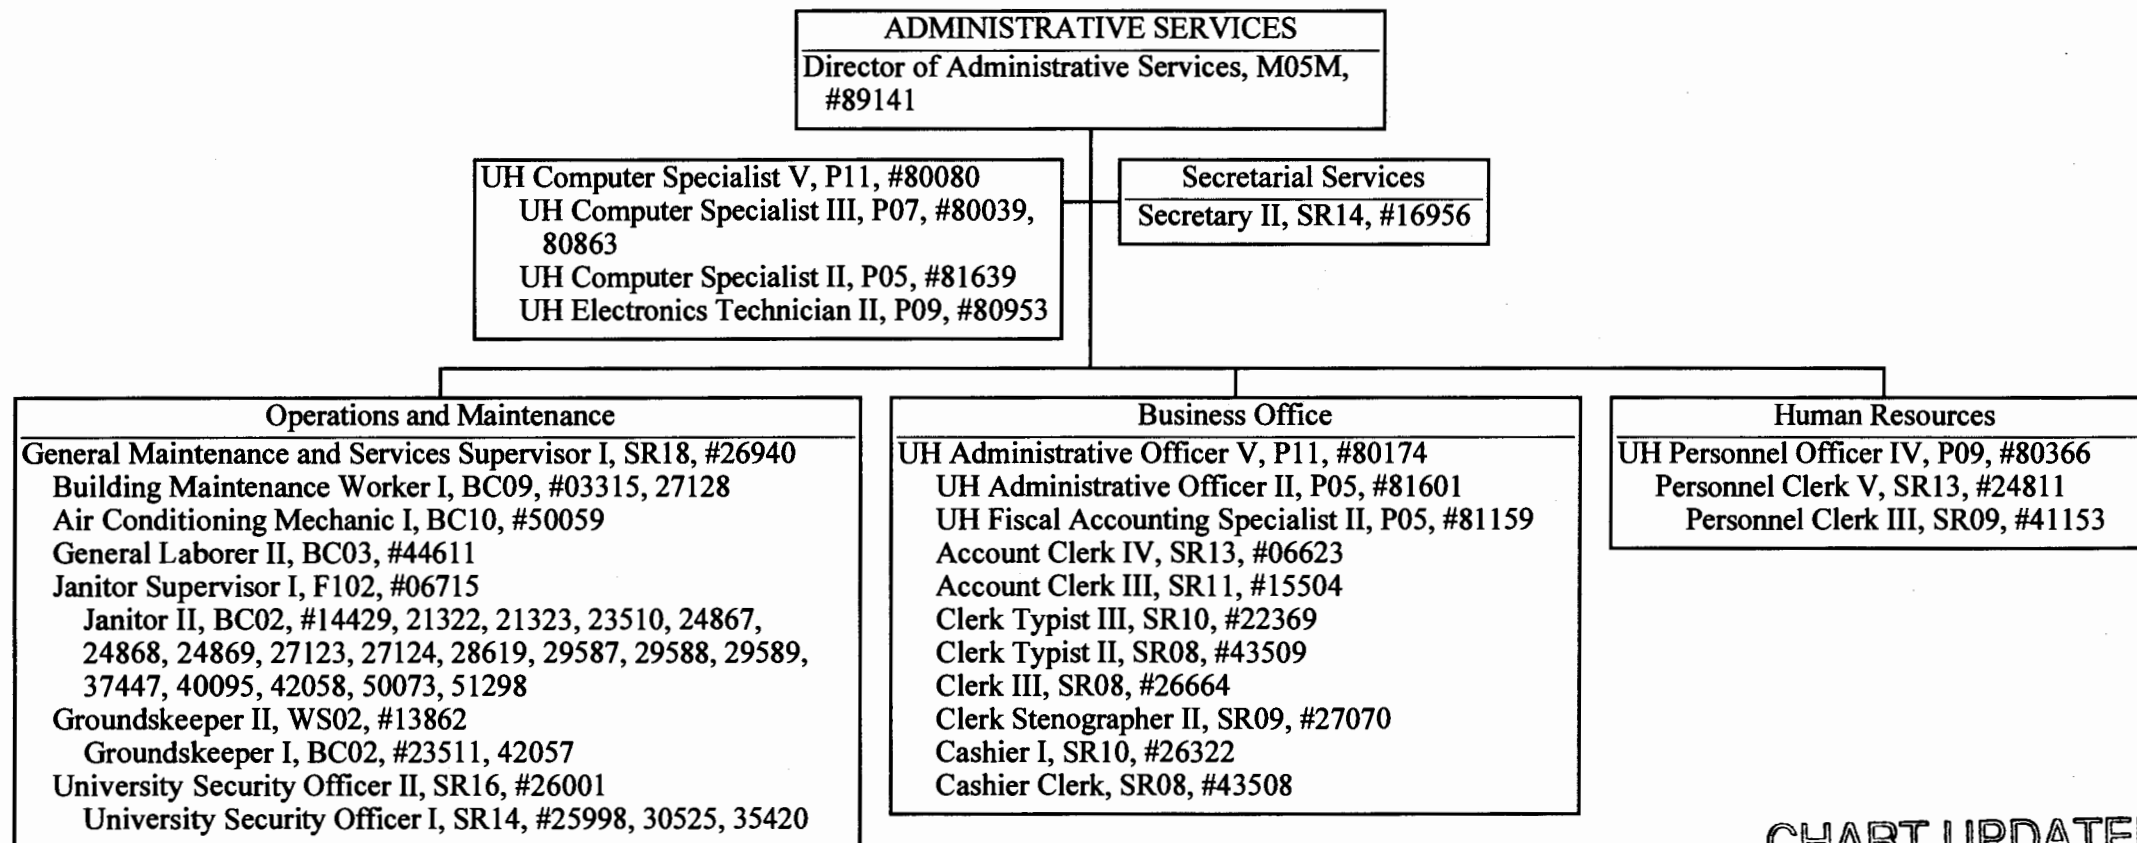 ADMINISTRATIVE SERVICES
Director of Administrative Services, M05M,
#89141
UH Computer Specialist V, P11, #80080
UH Computer Specialist III, P07, #80039,
80863
UH Computer Specialist II, P05, #81639
UH Electronics Technician II, P09, #80953
Secretarial Services
Secretary II, SR14, #16956
Operations and Maintenance
General Maintenance and Services Supervisor I, SR18, #26940
Building Maintenance Worker I, BC09, #03315, 27128
Air Conditioning Mechanic I, BC10, #50059
General Laborer II, BC03, #44611
Janitor Supervisor I, F102, #06715
Janitor II, BC02, #14429, 21322, 21323, 23510, 24867,
24868, 24869, 27123, 27124, 28619, 29587, 29588, 29589,
37447, 40095, 42058, 50073, 51298
Groundskeeper II, WS02, #13862
Groundskeeper I, BC02, #23511, 42057
University Security Officer II, SR16, #26001
University Security Officer I, SR14, #25998, 30525, 35420
Business Office
UH Administrative Officer V, P11, #80174
UH Administrative Officer II, P05, #81601
UH Fiscal Accounting Specialist II, P05, #81159
Account Clerk IV, SR13, #06623
Account Clerk III, SR11, #15504
Clerk Typist III, SR10, #22369
Clerk Typist II, SR08, #43509
Clerk III, SR08, #26664
Clerk Stenographer II, SR09, #27070
Cashier I, SR10, #26322
Cashier Clerk, SR08, #43508
Human Resources
UH Personnel Officer IV, P09, #80366
Personnel Clerk V, SR13, #24811
Personnel Clerk III, SR09, #41153
CHART UPDATED